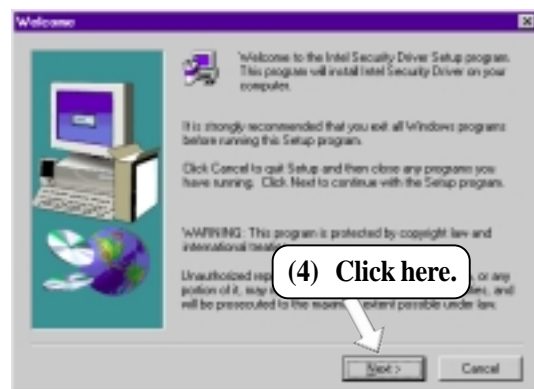 Welcome
Welcome to the Intel Security Driver Setup program.
This program will install Intel Security Driver on your
computer.
It is strongly recommended that you exit all Windows programs
before running this Setup program.
Click Cancel to quit Setup and then close any programs you
have running. Click Next to continue with the Setup program.
WARNING: This program is protected by copyright law and
international
Unauthorized or any
portion of it, may and
will be prosecuted to the extent possible under law.
(4) Click here.
Next >
Cancel